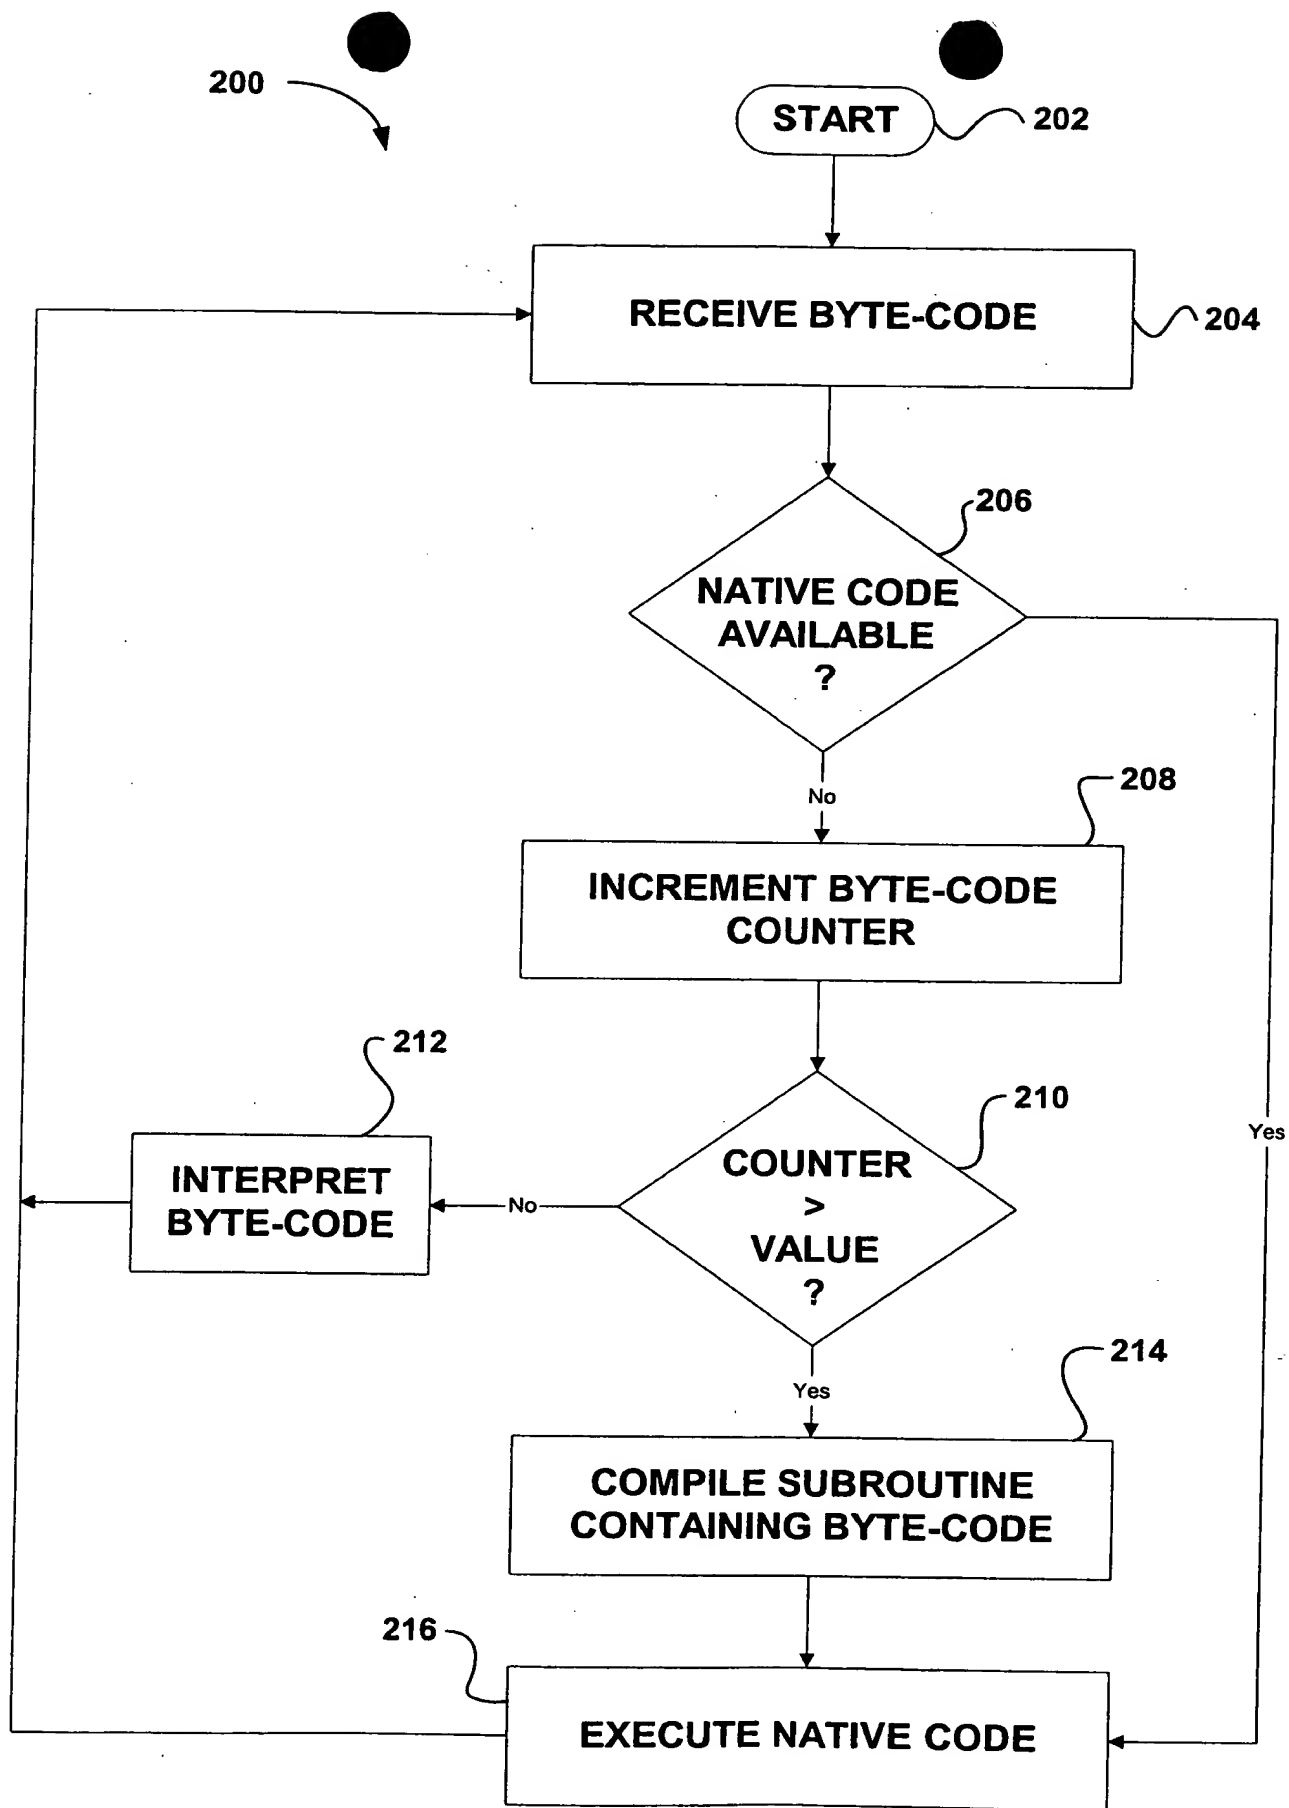 200
START
202
RECEIVE BYTE-CODE
204
206
NATIVE CODE
AVAILABLE
?
No
208
INCREMENT BYTE-CODE
COUNTER
212
210
COUNTER
>
VALUE
?
Yes
INTERPRET
BYTE-CODE
No
Yes
214
COMPILE SUBROUTINE
CONTAINING BYTE-CODE
216
EXECUTE NATIVE CODE